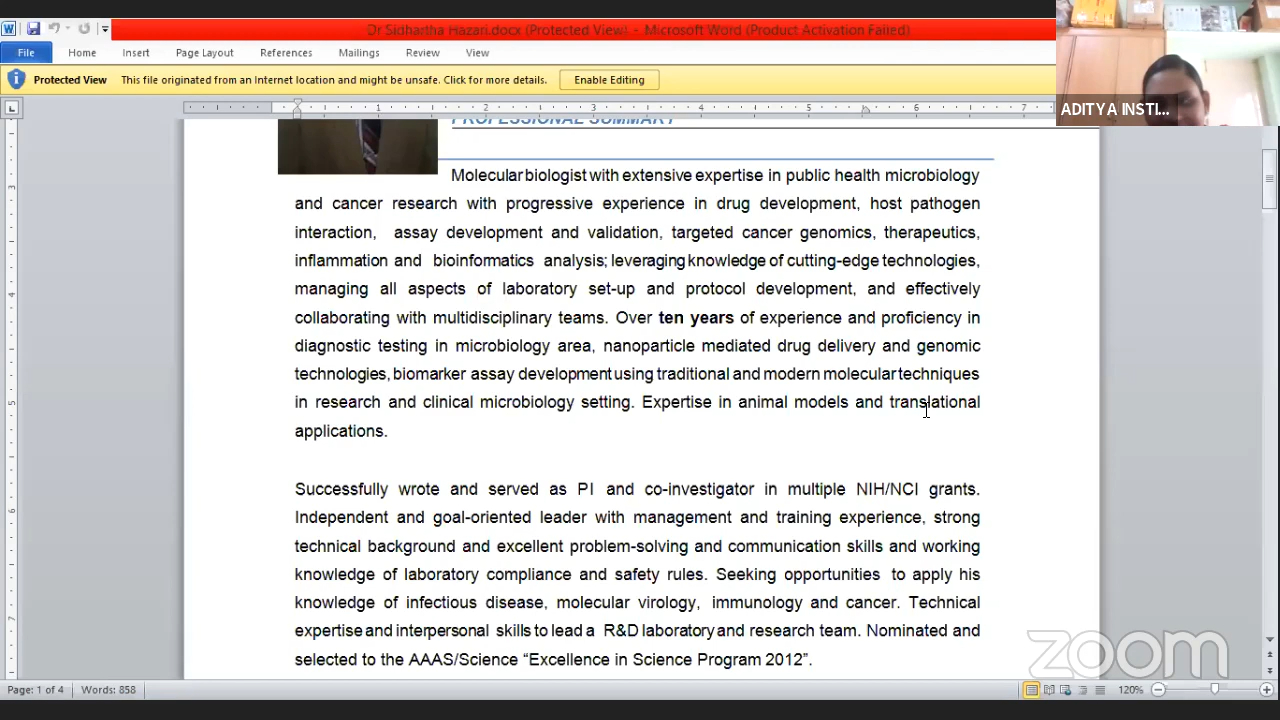 Dr Sidhartha Hazari.docx (Protected View) - Microsoft Word (Product Activation Failed)
File Home Insert Page Layout References Mailings Review View
Protected View This file originated from an Internet location and might be unsafe. Click for more details. Enable Editing
ADITYA INSTI...
1 2 3 4 5 6 7
PROFESSIONAL SUMMARY
Molecular biologist with extensive expertise in public health microbiology
and cancer research with progressive experience in drug development, host pathogen
interaction, assay development and validation, targeted cancer genomics, therapeutics,
inflammation and bioinformatics analysis; leveraging knowledge of cutting-edge technologies,
managing all aspects of laboratory set-up and protocol development, and effectively
collaborating with multidisciplinary teams. Over ten years of experience and proficiency in
diagnostic testing in microbiology area, nanoparticle mediated drug delivery and genomic
technologies, biomarker assay development using traditional and modern molecular techniques
in research and clinical microbiology setting. Expertise in animal models and translational
applications.
Successfully wrote and served as PI and co-investigator in multiple NIH/NCI grants.
Independent and goal-oriented leader with management and training experience, strong
technical background and excellent problem-solving and communication skills and working
knowledge of laboratory compliance and safety rules. Seeking opportunities to apply his
knowledge of infectious disease, molecular virology, immunology and cancer. Technical
expertise and interpersonal skills to lead a R&D laboratory and research team. Nominated and
selected to the AAAS/Science “Excellence in Science Program 2012”.
zoom
Page: 1 of 4 Words: 858 120%